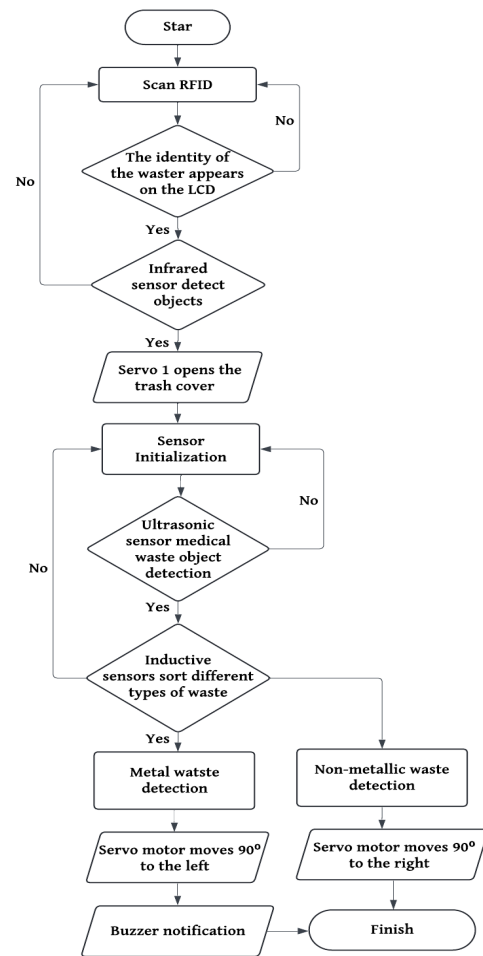 Star
Scan RFID
No
The identity of
the waster appears
on the LCD
No
Yes
Infrared
sensor detect
objects
Yes
Servo 1 opens the
trash cover
Sensor
Initialization
No
Ultrasonic
sensor medical
waste object
detection
No
Yes
Inductive
sensors sort different
types of waste
Yes
Metal watste
detection
Non-metallic waste
detection
Servo motor moves 90°
to the left
Servo motor moves 90°
to the right
Buzzer notification
Finish